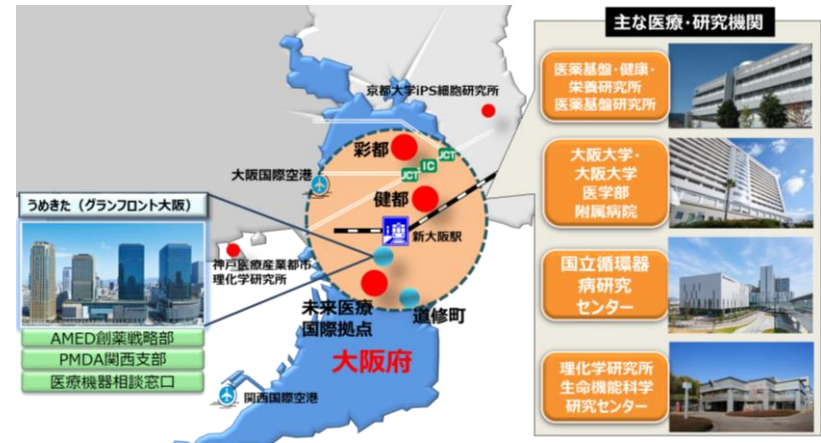 主な医療・研究機関
医薬基盤・健康・
栄養研究所
医薬基盤研究所
大阪大学・
大阪大学
医学部
附属病院
国立循環器
病研究
センター
理化学研究所
生命機能科学
研究センター
京都大学iPS細胞研究所
彩都
JCT
IC
JCT
大阪国際空港
健都
新大阪駅
うめきた（グランフロント大阪）
神戸医療産業都市
理化学研究所
未来医療
国際拠点
道修町
大阪府
AMED創薬戦略部
PMDA関西支部
医療機器相談窓口
関西国際空港